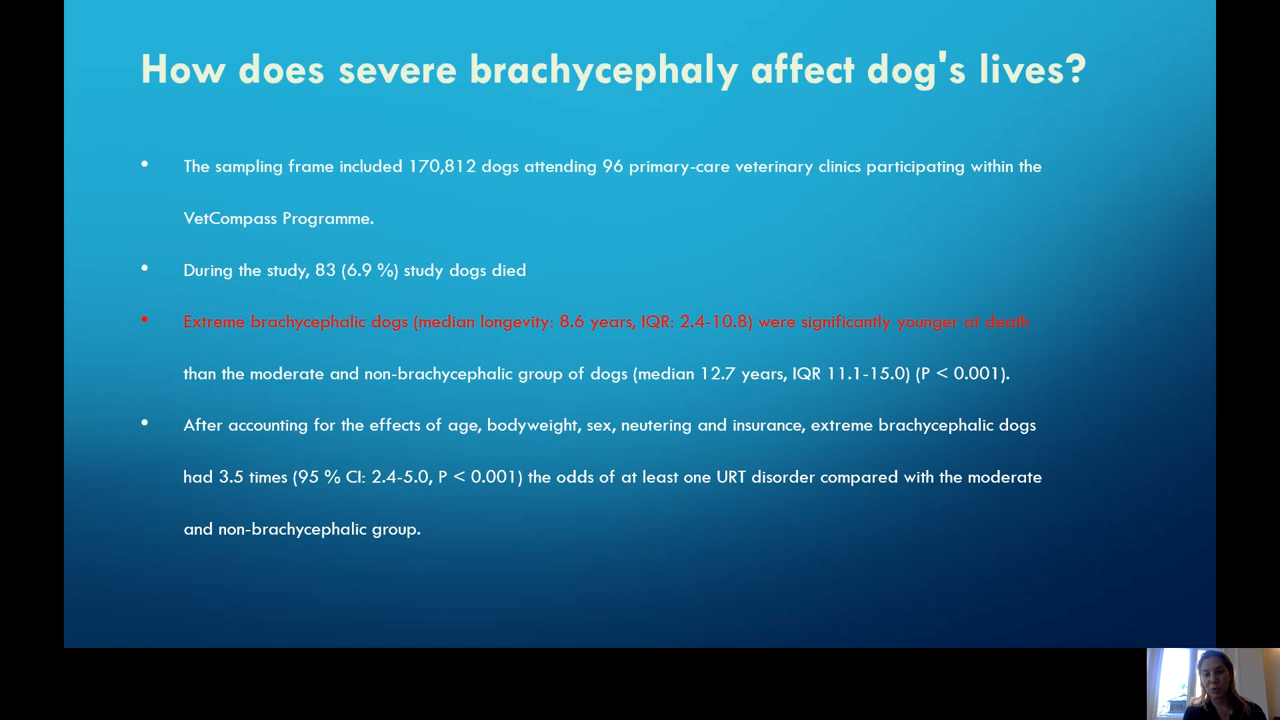 How does severe brachycephaly affect dog's lives?
• The sampling frame included 170,812 dogs attending 96 primary-care veterinary clinics participating within the
VetCompass Programme.
• During the study, 83 (6.9 %) study dogs died
• Extreme brachycephalic dogs (median longevity: 8.6 years, IQR: 2.4-10.8) were significantly younger at death
than the moderate and non-brachycephalic group of dogs (median 12.7 years, IQR 11.1-15.0) (P < 0.001).
• After accounting for the effects of age, bodyweight, sex, neutering and insurance, extreme brachycephalic dogs
had 3.5 times (95 % CI: 2.4-5.0, P < 0.001) the odds of at least one URT disorder compared with the moderate
and non-brachycephalic group.